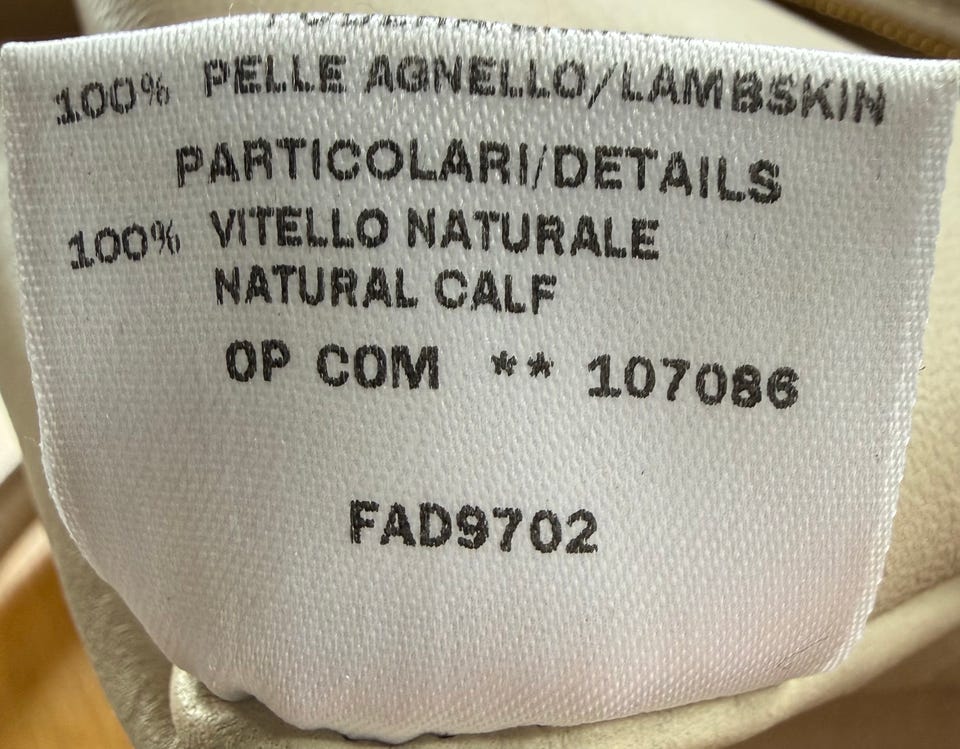 100% PELLE AGNELLO/LAMBSKIN
PARTICOLARI/DETAILS
100% VITELLO NATURALE
NATURAL CALF
OP COM ** 107086
FAD9702